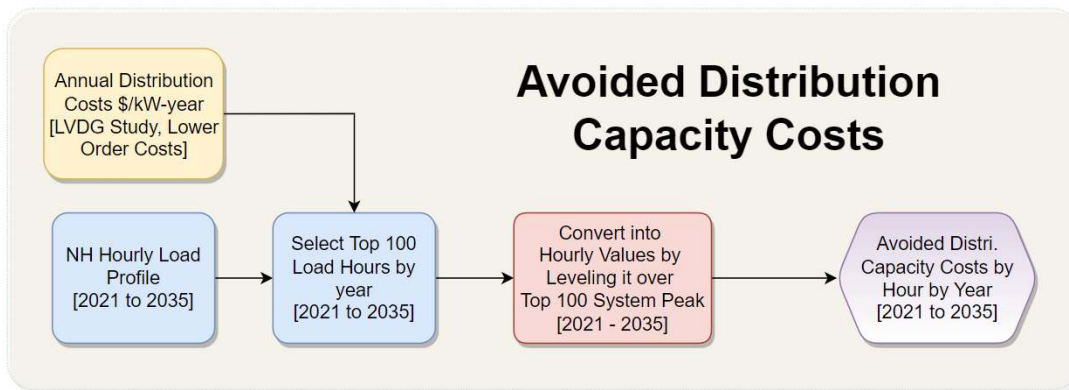 Avoided Distribution
Capacity Costs
Annual Distribution
Costs $/kW-year
[LVDG Study, Lower
Order Costs]
NH Hourly Load
Profile
[2021 to 2035]
Select Top 100
Load Hours by
year
[2021 to 2035]
Convert into
Hourly Values by
Leveling it over
Top 100 System Peak
[2021 - 2035]
Avoided Distri.
Capacity Costs by
Hour by Year
[2021 to 2035]